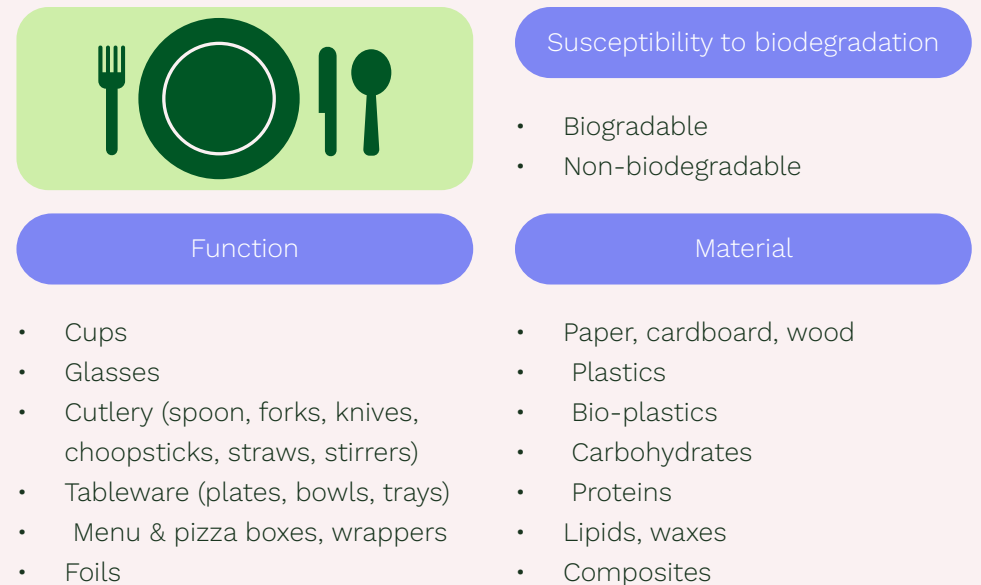 Susceptibility to biodegradation
• Biogradable
• Non-biodegradable
Function
• Cups
• Glasses
• Cutlery (spoon, forks, knives,
choopsticks, straws, stirrers)
• Tableware (plates, bowls, trays)
• Menu & pizza boxes, wrappers
• Foils
Material
• Paper, cardboard, wood
• Plastics
• Bio-plastics
• Carbohydrates
• Proteins
• Lipids, waxes
• Composites